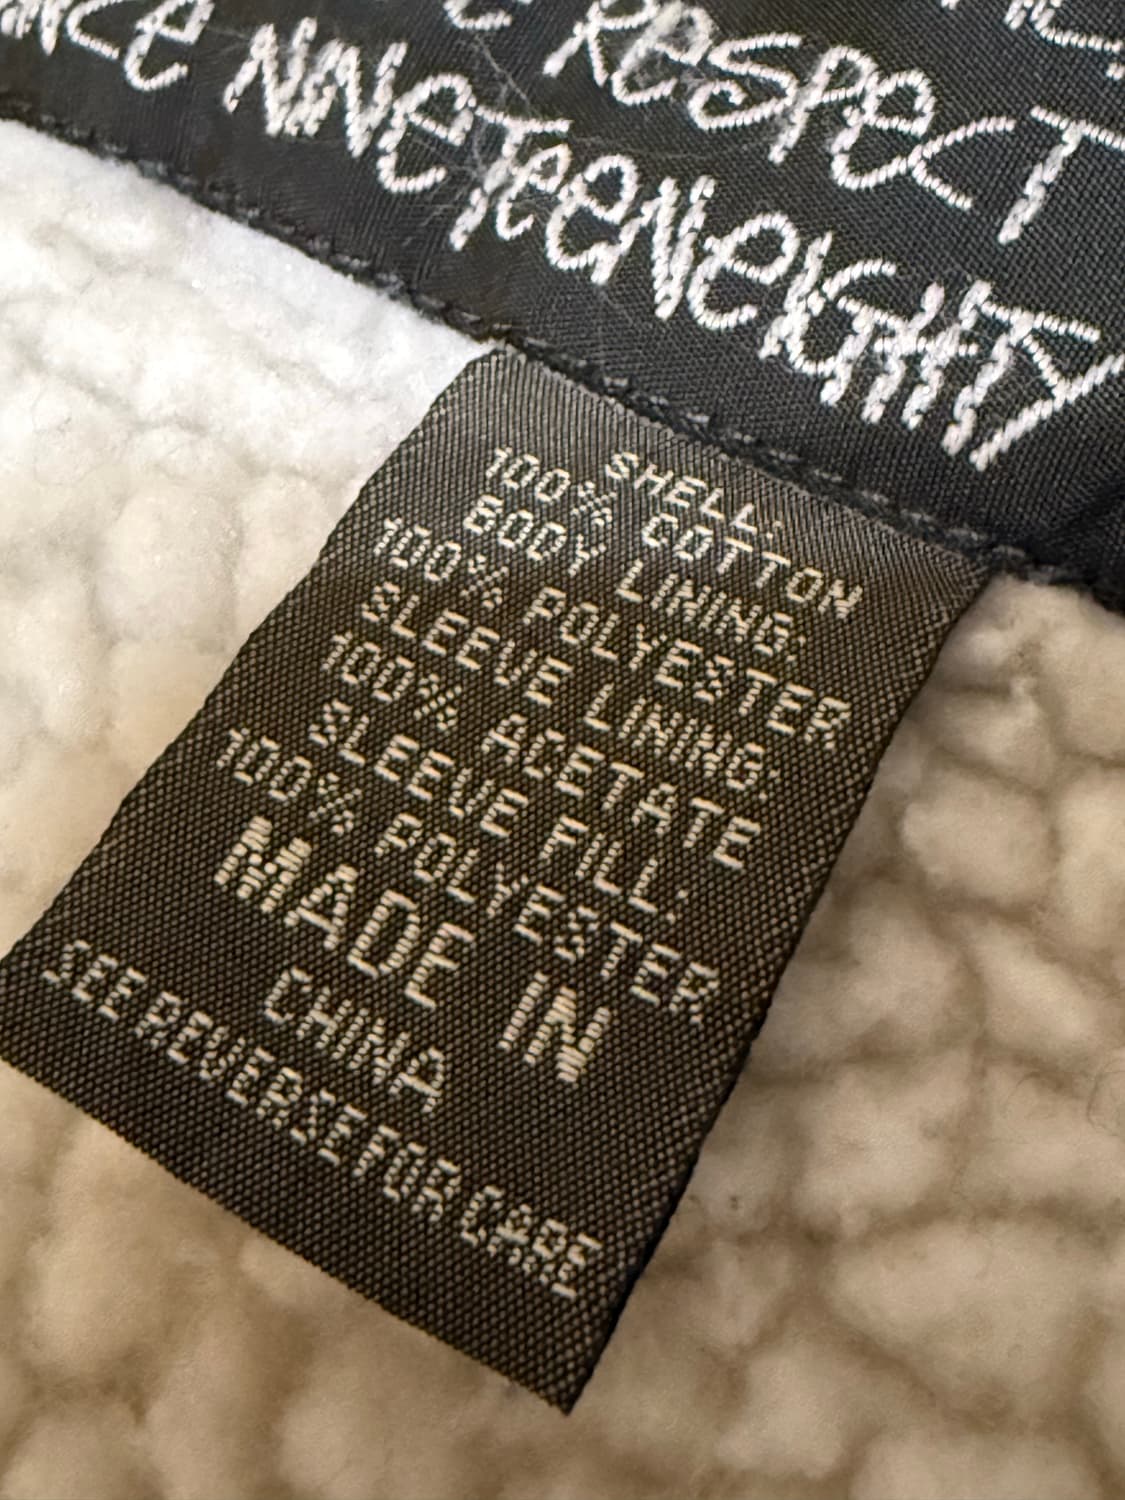 RESPECT
NINETEENEIGHTY
SHELL:
100% COTTON
BODY LINING:
100% POLYESTER
SLEEVE LINING:
100% ACETATE
SLEEVE FILL:
100% POLYESTER
MADE IN
CHINA
SEE REVERSE FOR CARE